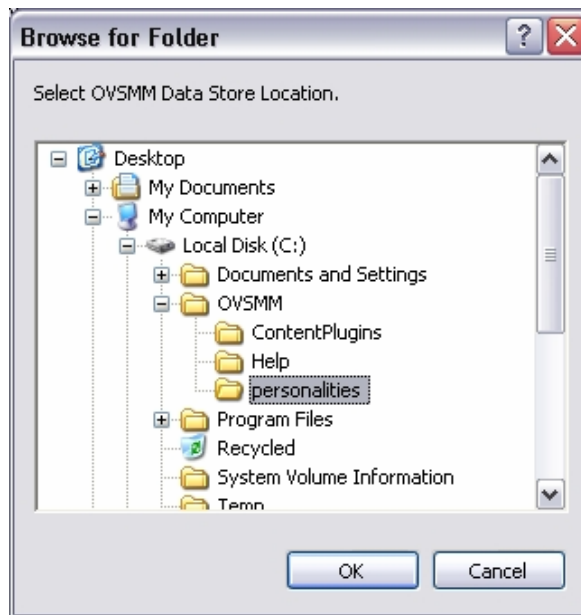 Browse for Folder
Select OVSMM Data Store Location.
Desktop
My Documents
My Computer
Local Disk (C:)
Documents and Settings
OVSMM
ContentPlugins
Help
personalities
Program Files
Recycled
System Volume Information
Temp
OK Cancel